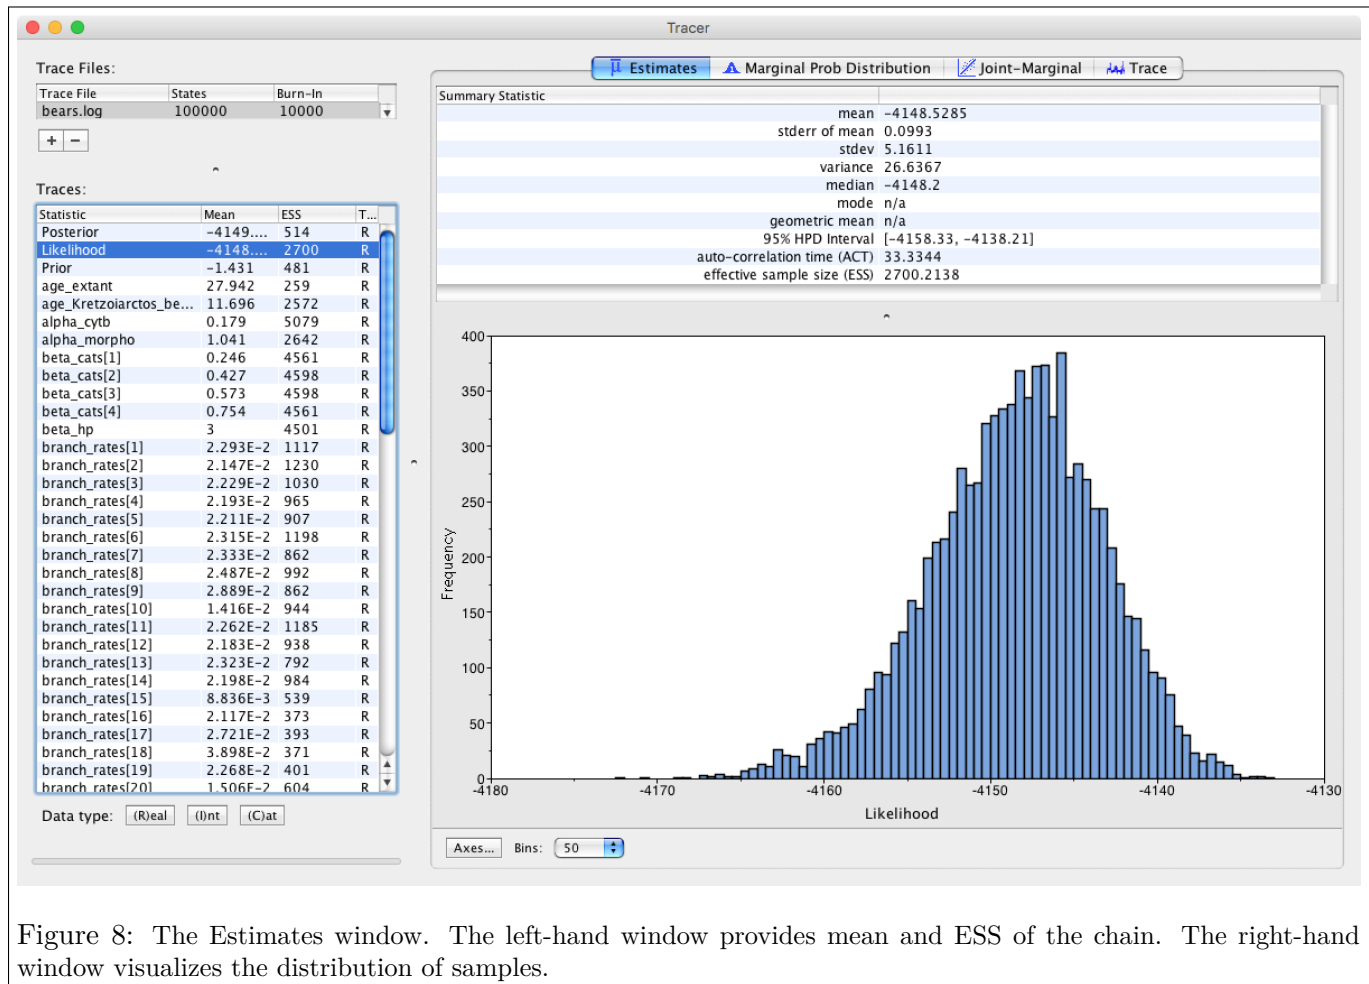 Tracer
Trace Files:
Trace File States Burn-In
bears.log 100000 10000
+ −
Traces:
Statistic Mean ESS T...
Posterior -4149.... 514 R
Likelihood -4148.... 2700 R
Prior -1.431 481 R
age_extant 27.942 259 R
age_Kretzoiarctos_be... 11.696 2572 R
alpha_cytb 0.179 5079 R
alpha_morpho 1.041 2642 R
beta_cats[1] 0.246 4561 R
beta_cats[2] 0.427 4598 R
beta_cats[3] 0.573 4598 R
beta_cats[4] 0.754 4561 R
beta_hp 3 4501 R
branch_rates[1] 2.293E-2 1117 R
branch_rates[2] 2.147E-2 1230 R
branch_rates[3] 2.229E-2 1030 R
branch_rates[4] 2.193E-2 965 R
branch_rates[5] 2.211E-2 907 R
branch_rates[6] 2.315E-2 1198 R
branch_rates[7] 2.333E-2 862 R
branch_rates[8] 2.487E-2 992 R
branch_rates[9] 2.889E-2 862 R
branch_rates[10] 1.416E-2 944 R
branch_rates[11] 2.262E-2 1185 R
branch_rates[12] 2.183E-2 938 R
branch_rates[13] 2.323E-2 792 R
branch_rates[14] 2.198E-2 984 R
branch_rates[15] 8.836E-3 539 R
branch_rates[16] 2.117E-2 373 R
branch_rates[17] 2.721E-2 393 R
branch_rates[18] 3.898E-2 371 R
branch_rates[19] 2.268E-2 401 R
branch_rates[20] 1.506E-2 604 R
Data type: (R)eal (I)nt (C)at
μ Estimates Marginal Prob Distribution Joint-Marginal Trace
Summary Statistic
mean -4148.5285
stderr of mean 0.0993
stdev 5.1611
variance 26.6367
median -4148.2
mode n/a
geometric mean n/a
95% HPD Interval [-4158.33, -4138.21]
auto-correlation time (ACT) 33.3344
effective sample size (ESS) 2700.2138
400
350
300
250
200
150
100
50
0
Frequency
-4180 -4170 -4160 -4150 -4140 -4130
Likelihood
Axes... Bins: 50
Figure 8: The Estimates window. The left-hand window provides mean and ESS of the chain. The right-hand
window visualizes the distribution of samples.